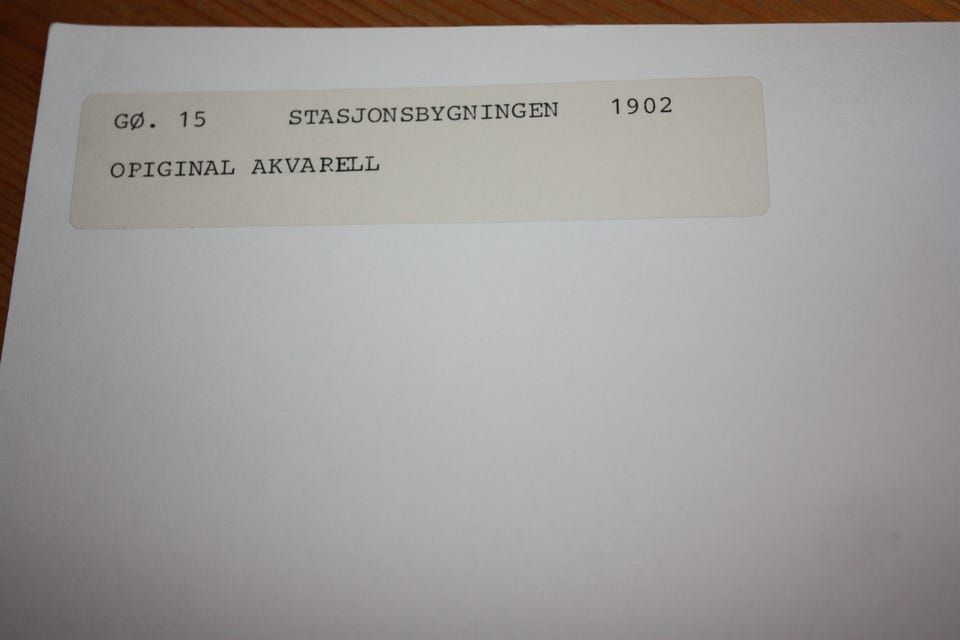 GØ. 15 STASJONSBYGNINGEN 1902
OPIGINAL AKVARELL